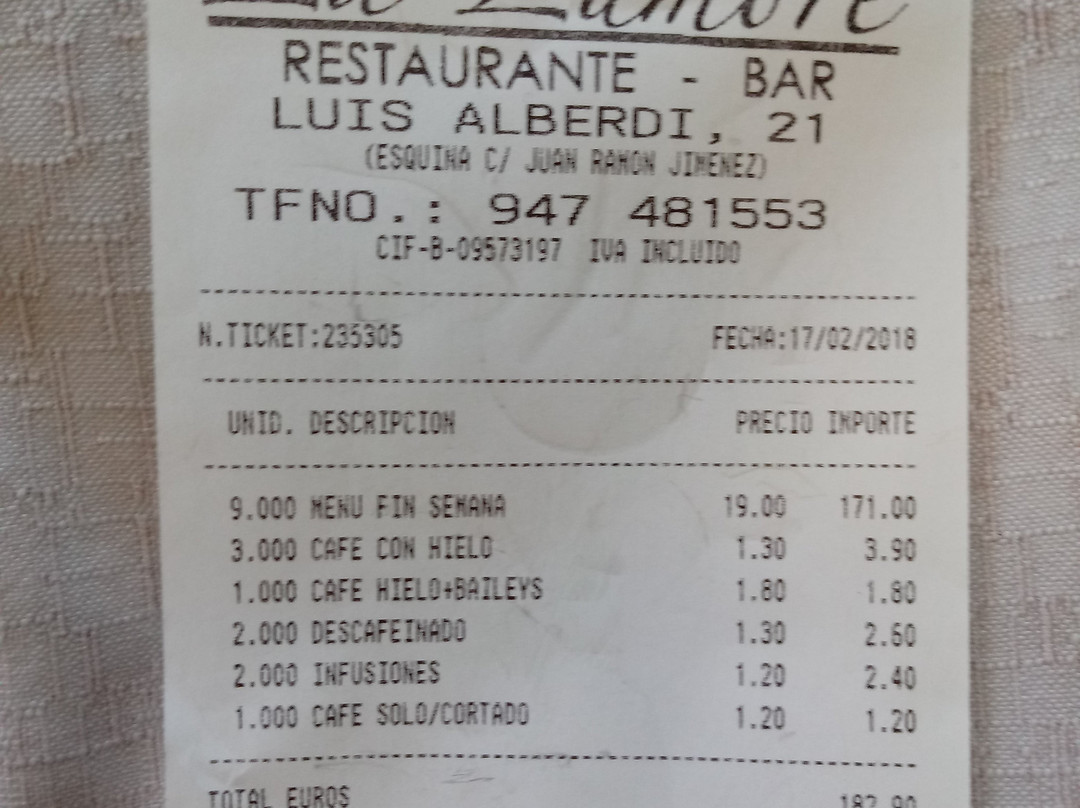 RESTAURANTE - BAR
LUIS ALBERDI, 21
(ESQUINA C/ JUAN RAMON JIMENEZ)
TFNO.: 947 481553
CIF-B-09573197 IVA INCLUIDO
N.TICKET:235305 FECHA:17/02/2018
UNID. DESCRIPCION PRECIO IMPORTE
9.000 MENU FIN SEMANA 19.00 171.00
3.000 CAFE CON HIELO 1.30 3.90
1.000 CAFE HIELO+BAILEYS 1.80 1.80
2.000 DESCAFEINADO 1.30 2.60
2.000 INFUSIONES 1.20 2.40
1.000 CAFE SOLO/CORTADO 1.20 1.20
TOTAL EUROS 182.90